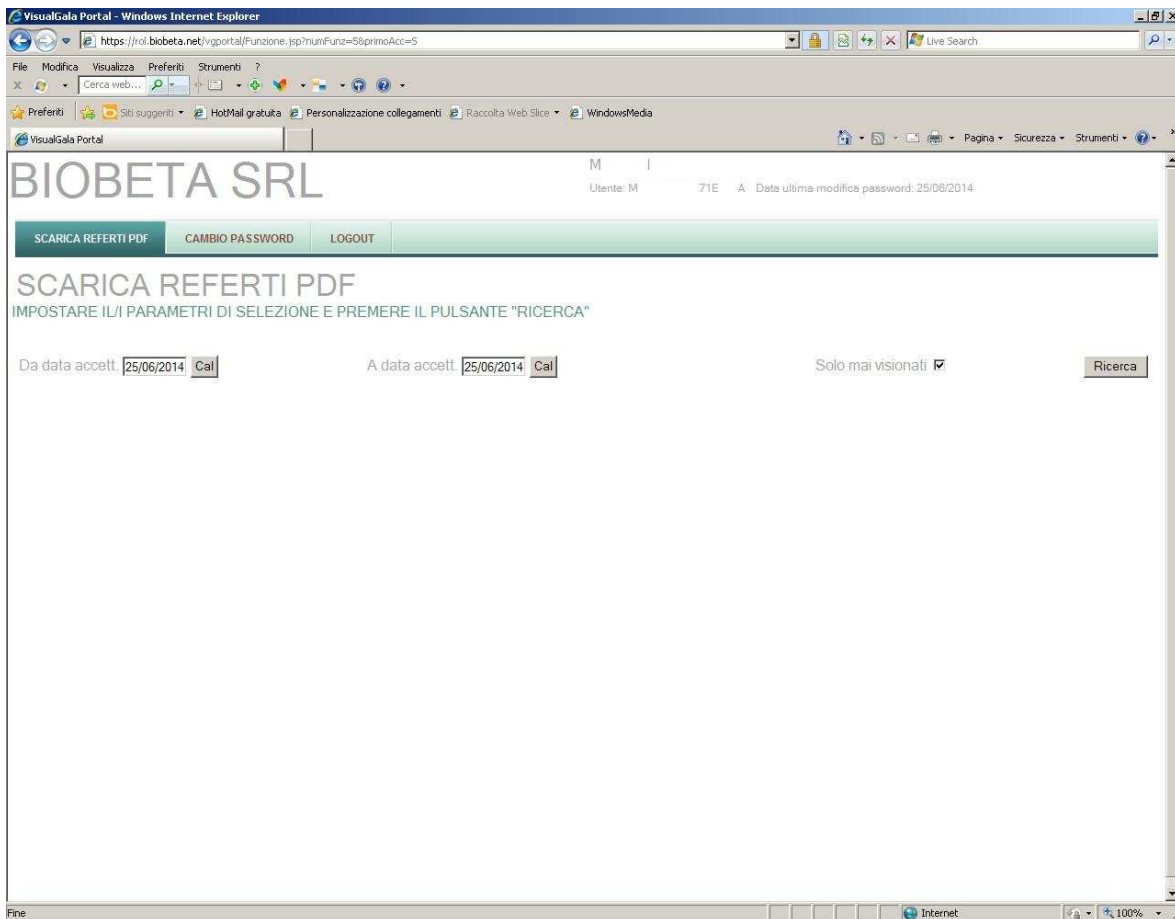 VisualGala Portal - Windows Internet Explorer
https://rol.biobeta.net/vgportal/Funzione.jsp?numFunz=5&primoAcc=S
Live Search
File Modifica Visualizza Preferiti Strumenti ?
Cerca web...
Preferiti Siti suggeriti HotMail gratuita Personalizzazione collegamenti Raccolta Web Slice WindowsMedia
VisualGala Portal
Pagina Sicurezza Strumenti
BIOBETA SRL
M I
Utente: M 71E A Data ultima modifica password: 25/06/2014
SCARICA REFERTI PDF CAMBIO PASSWORD LOGOUT
SCARICA REFERTI PDF
IMPOSTARE IL/I PARAMETRI DI SELEZIONE E PREMERE IL PULSANTE "RICERCA"
Da data accett. 25/06/2014 Cal A data accett. 25/06/2014 Cal Solo mai visionati Ricerca
Fine Internet 100%